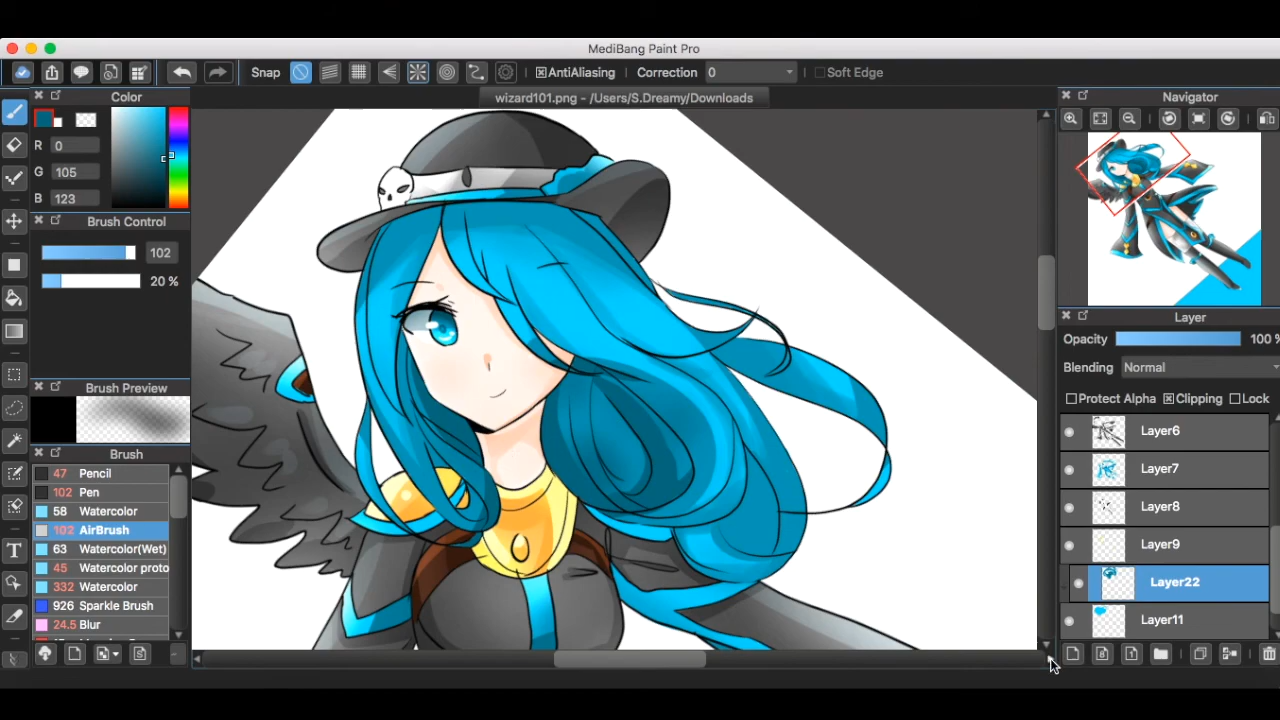 MediBang Paint Pro
Snap AntiAliasing Correction 0 Soft Edge
Color
wizard101.png - /Users/S.Dreamy/Downloads
Navigator
R 0
G 105
B 123
Brush Control
102
20 %
Brush Preview
Brush
47 Pencil
102 Pen
58 Watercolor
102 AirBrush
63 Watercolor(Wet)
45 Watercolor proto
332 Watercolor
926 Sparkle Brush
24.5 Blur
Layer
Opacity 100 %
Blending Normal
Protect Alpha Clipping Lock
Layer6
Layer7
Layer8
Layer9
Layer22
Layer11